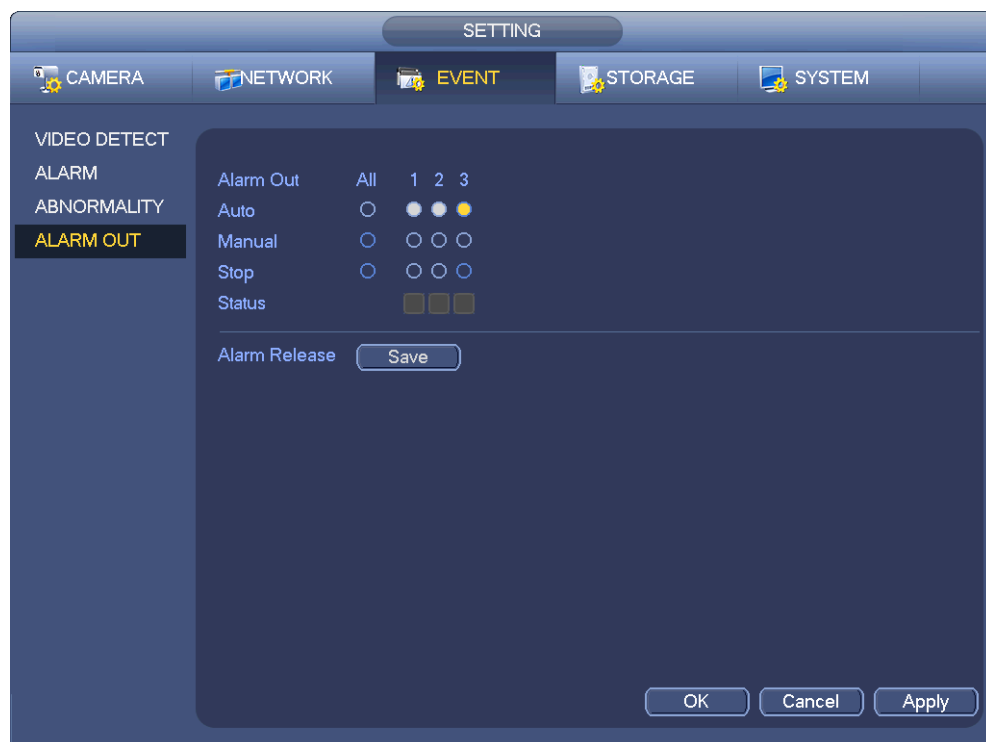 SETTING
CAMERA NETWORK EVENT STORAGE SYSTEM
VIDEO DETECT
ALARM
ABNORMALITY
ALARM OUT
Alarm Out All 1 2 3
Auto
Manual
Stop
Status
Alarm Release Save
OK Cancel Apply